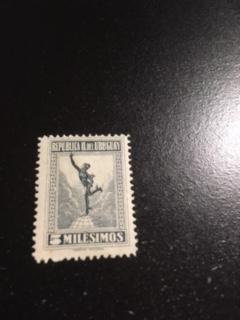 REPUBLICA O. DEL URUGUAY
5 MILESIMOS